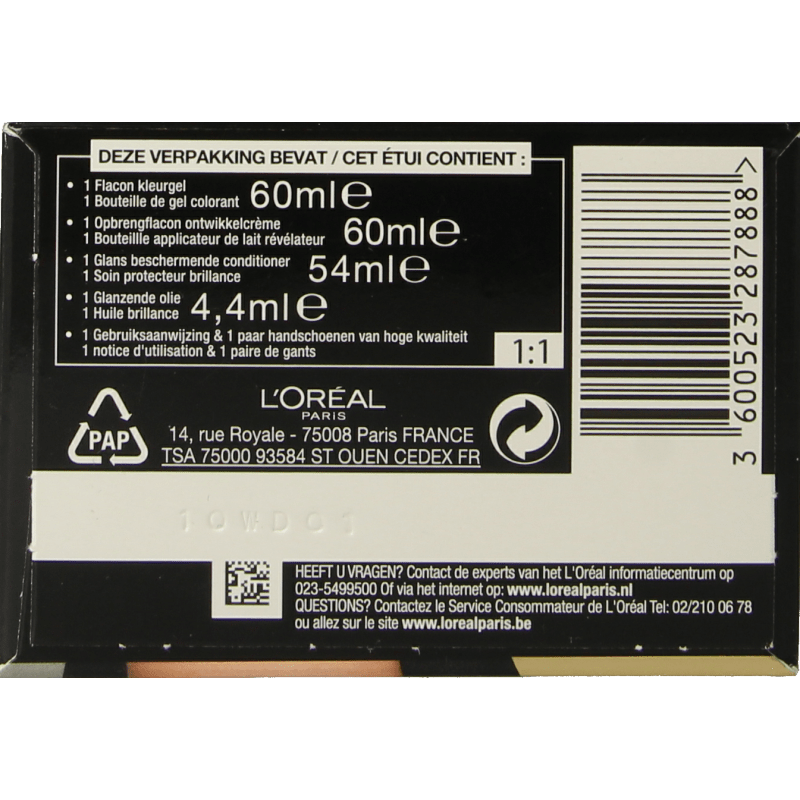 DEZE VERPAKKING BEVAT / CET ÉTUI CONTIENT :
• 1 Flacon kleurgel
1 Bouteille de gel colorant 60ml℮
• 1 Opbrengflacon ontwikkelcrème
1 Bouteillle applicateur de lait révélateur 60ml℮
• 1 Glans beschermende conditioner
1 Soin protecteur brillance 54ml℮
• 1 Glanzende olie
1 Huile brillance 4,4ml℮
• 1 Gebruiksaanwijzing & 1 paar handschoenen van hoge kwaliteit
1 notice d'utilisation & 1 paire de gants
1:1
3 600523 287888 >
PAP
L'ORÉAL
PARIS
14, rue Royale - 75008 Paris FRANCE
TSA 75000 93584 ST OUEN CEDEX FR
HEEFT U VRAGEN? Contact de experts van het L'Oréal informatiecentrum op
023-5499500 Of via het internet op: www.lorealparis.nl
QUESTIONS? Contactez le Service Consommateur de L'Oréal Tel: 02/210 06 78
ou allez sur le site www.lorealparis.be